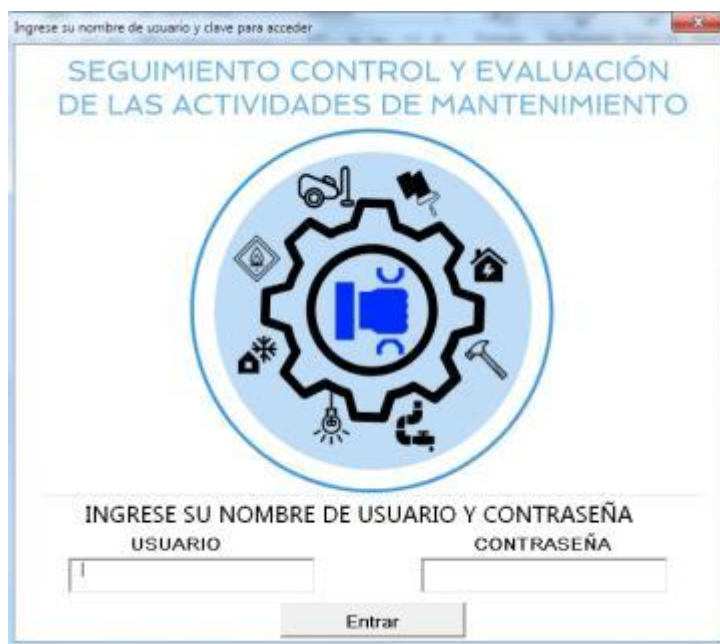 Ingrese su nombre de usuario y clave para acceder
SEGUIMIENTO CONTROL Y EVALUACIÓN
DE LAS ACTIVIDADES DE MANTENIMIENTO
INGRESE SU NOMBRE DE USUARIO Y CONTRASEÑA
USUARIO CONTRASEÑA
Entrar